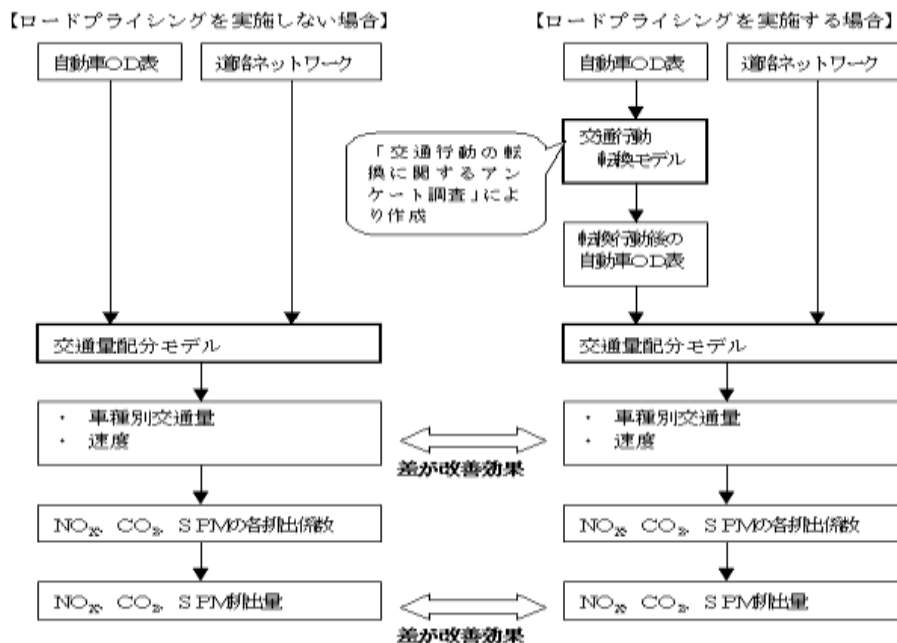 【ロードプライシングを実施しない場合】
自動車OD表
道路ネットワーク
交通量配分モデル
・ 車種別交通量
・ 速度
NOX、CO2、SPMの各排出係数
NOX、CO2、SPM排出量
【ロードプライシングを実施する場合】
自動車OD表
道路ネットワーク
交通行動
転換モデル
「交通行動の転
換に関するアン
ケート調査」によ
り作成
転換行動後の
自動車OD表
交通量配分モデル
・ 車種別交通量
・ 速度
NOX、CO2、SPMの各排出係数
NOX、CO2、SPM排出量
差が改善効果
差が改善効果